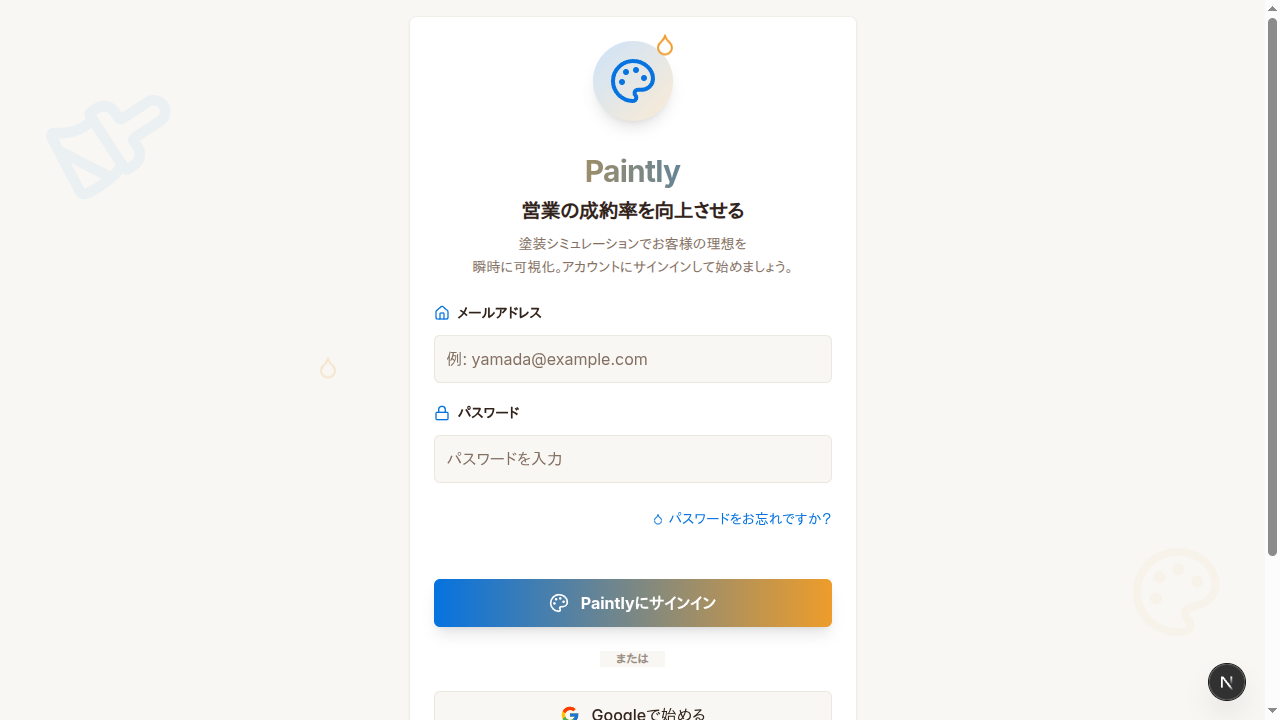 Paintly
営業の成約率を向上させる
塗装シミュレーションでお客様の理想を
瞬時に可視化。アカウントにサインインして始めましょう。
メールアドレス
例: yamada@example.com
パスワード
パスワードを入力
パスワードをお忘れですか?
Paintlyにサインイン
または
Googleで始める
N